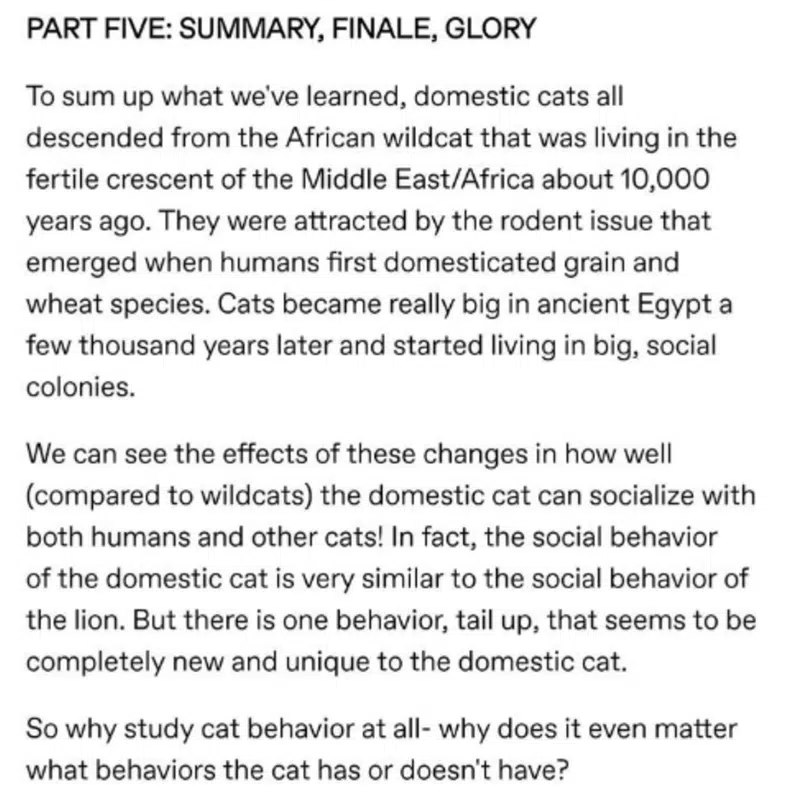 PART FIVE: SUMMARY, FINALE, GLORY
To sum up what we've learned, domestic cats all
descended from the African wildcat that was living in the
fertile crescent of the Middle East/Africa about 10,000
years ago. They were attracted by the rodent issue that
emerged when humans first domesticated grain and
wheat species. Cats became really big in ancient Egypt a
few thousand years later and started living in big, social
colonies.
We can see the effects of these changes in how well
(compared to wildcats) the domestic cat can socialize with
both humans and other cats! In fact, the social behavior
of the domestic cat is very similar to the social behavior of
the lion. But there is one behavior, tail up, that seems to be
completely new and unique to the domestic cat.
So why study cat behavior at all- why does it even matter
what behaviors the cat has or doesn't have?